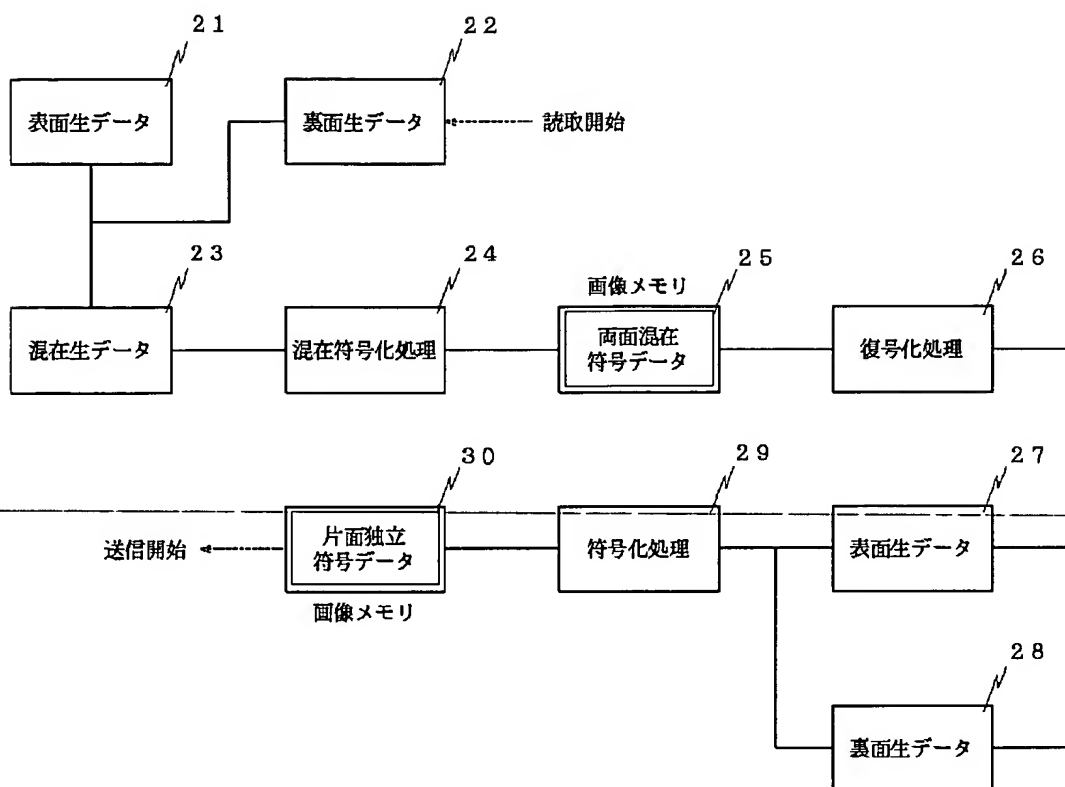 21
22
表面生データ
裏面生データ
読取開始
23
24
25
26
画像メモリ
混在生データ
混在符号化処理
両面混在
符号データ
復号化処理
30
29
27
送信開始
片面独立
符号データ
符号化処理
表面生データ
画像メモリ
28
裏面生データ